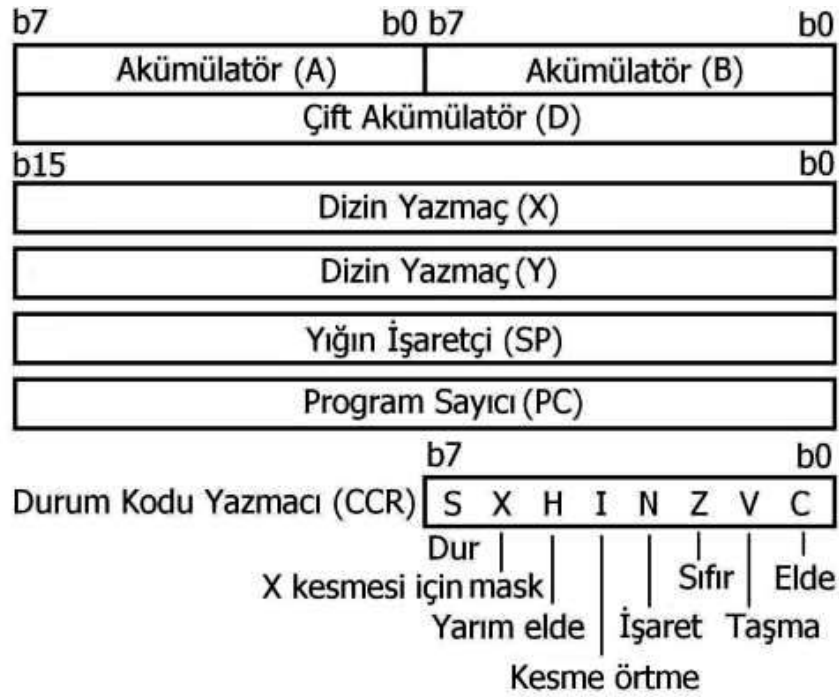 b7 b0 b7 b0
Akümülatör (A) Akümülatör (B)
Çift Akümülatör (D)
b15 b0
Dizin Yazmaç (X)
Dizin Yazmaç (Y)
Yığın İşaretçi (SP)
Program Sayıcı (PC)
b7 b0
Durum Kodu Yazmacı (CCR) S X H I N Z V C
Dur
X kesmesi için mask Sıfır Elde
Yarım elde İşaret Taşma
Kesme örtme